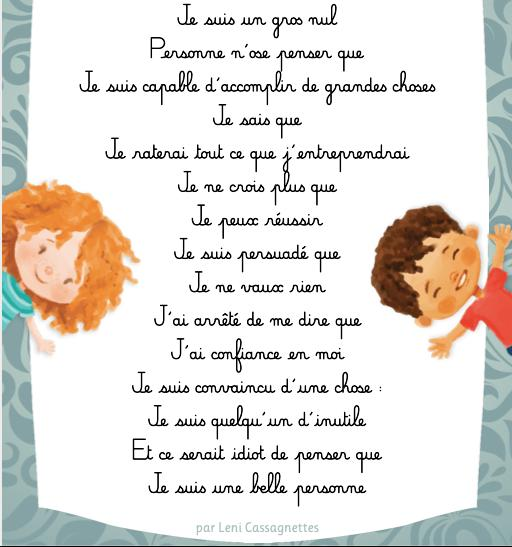 Je suis un gros nul
Personne n'ose penser que
Je suis capable d'accomplir de grandes choses
Je sais que
Je raterai tout ce que j'entreprendrai
Je ne crois plus que
Je peux réussir
Je suis persuadé que
Je ne vaux rien
J'ai arrêté de me dire que
J'ai confiance en moi
Je suis convaincu d'une chose :
Je suis quelqu'un d'inutile
Et ce serait idiot de penser que
Je suis une belle personne
par Leni Cassagnettes